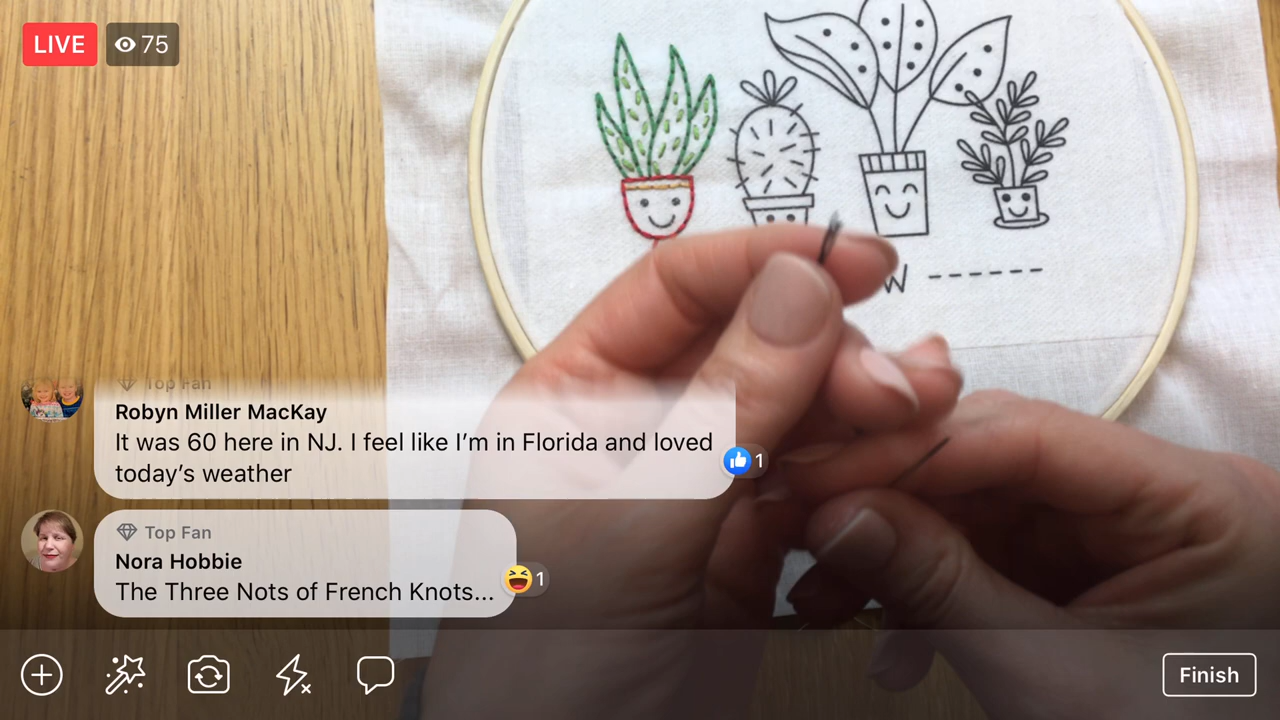 LIVE
75
Top Fan
Robyn Miller MacKay
It was 60 here in NJ. I feel like I'm in Florida and loved
today's weather
1
Top Fan
Nora Hobbie
The Three Nots of French Knots...
1
W ------
Finish